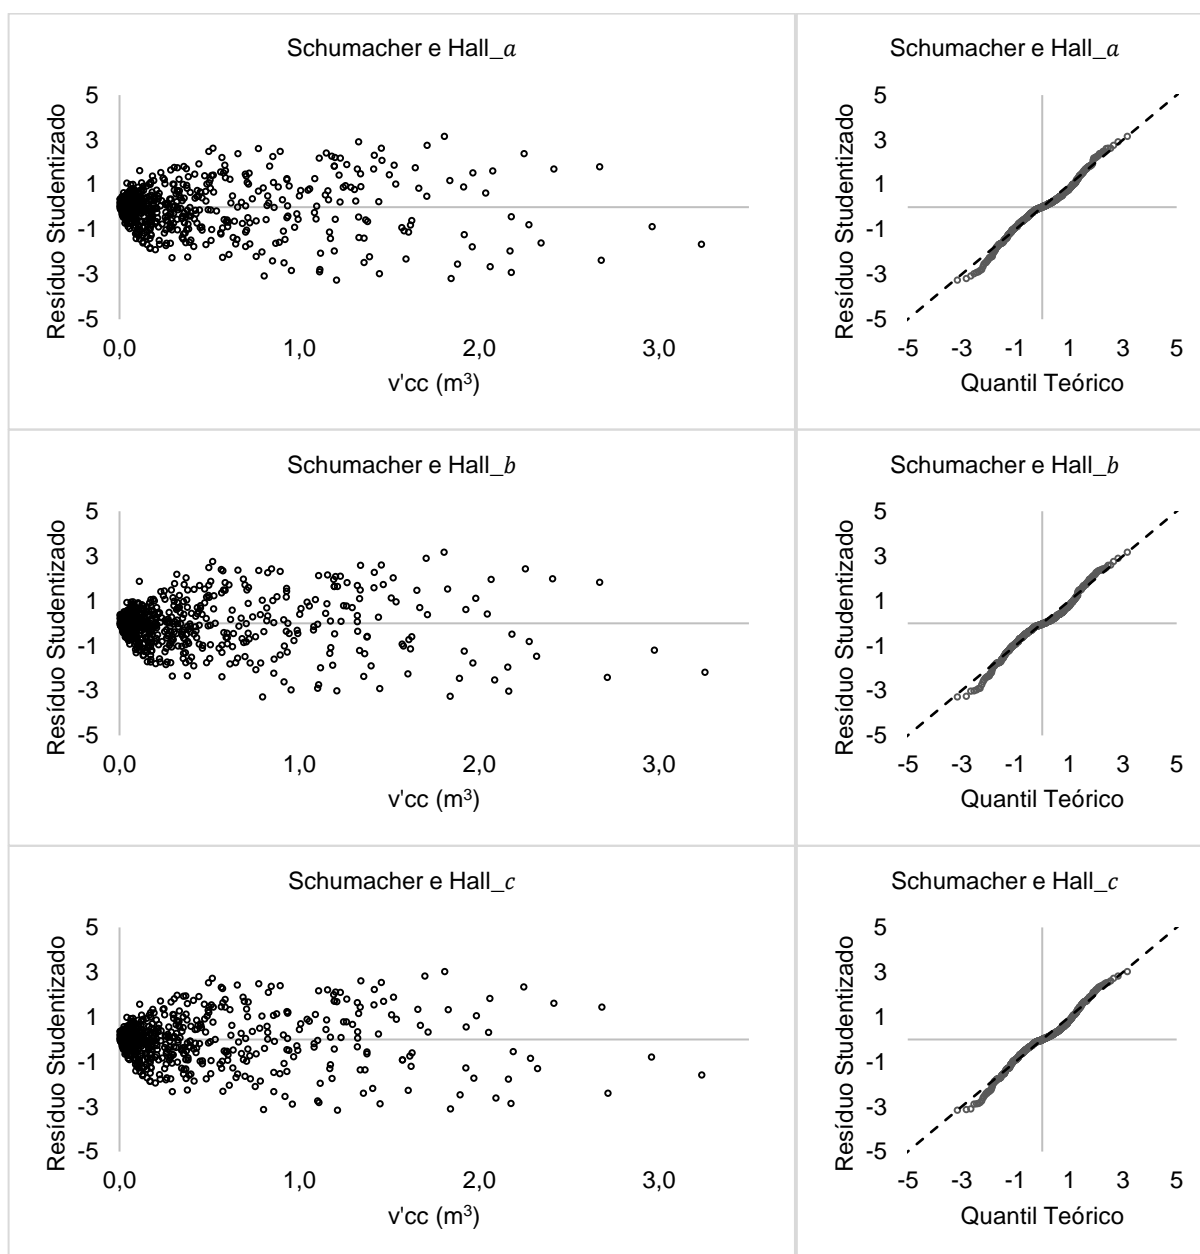 Schumacher e Hall_a
Resíduo Studentizado
5
3
1
-1
-3
-5
0,0 1,0 2,0 3,0
v'cc (m³)
Schumacher e Hall_a
Resíduo Studentizado
5
3
1
-1
-3
-5
-5 -3 -1 1 3 5
Quantil Teórico
Schumacher e Hall_b
Resíduo Studentizado
5
3
1
-1
-3
-5
0,0 1,0 2,0 3,0
v'cc (m³)
Schumacher e Hall_b
Resíduo Studentizado
5
3
1
-1
-3
-5
-5 -3 -1 1 3 5
Quantil Teórico
Schumacher e Hall_c
Resíduo Studentizado
5
3
1
-1
-3
-5
0,0 1,0 2,0 3,0
v'cc (m³)
Schumacher e Hall_c
Resíduo Studentizado
5
3
1
-1
-3
-5
-5 -3 -1 1 3 5
Quantil Teórico